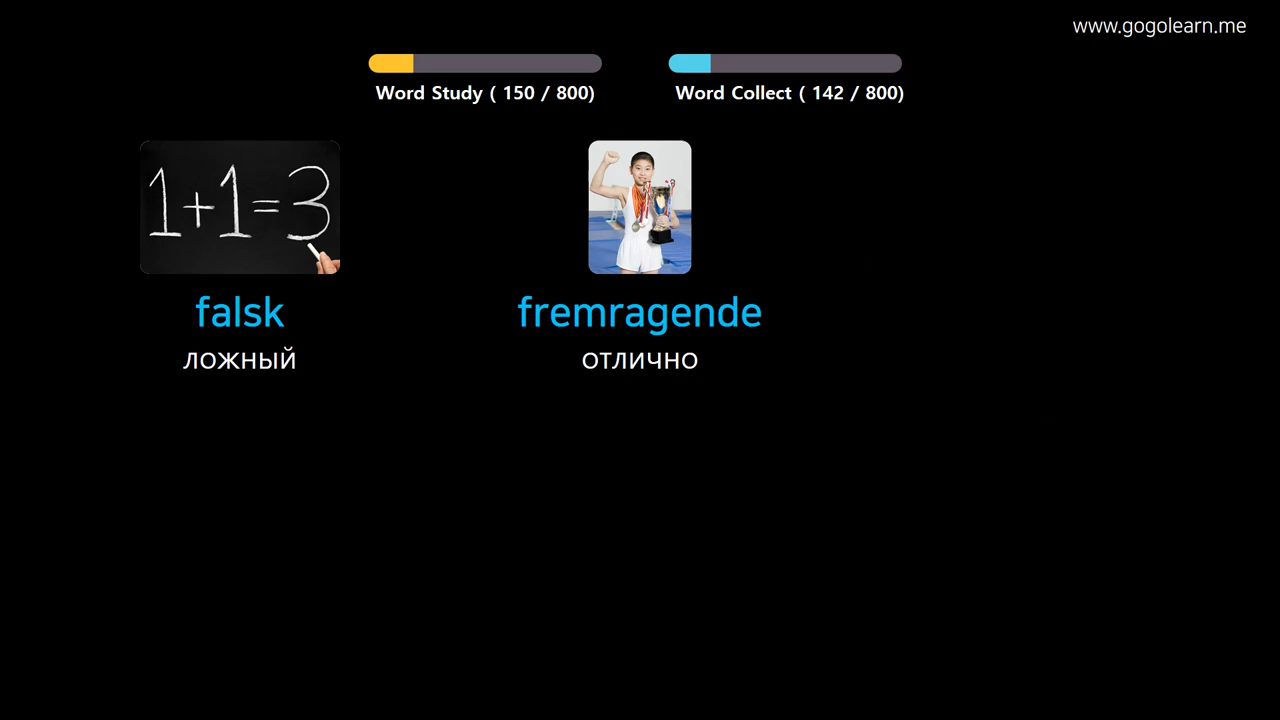 www.gogolearn.me
Word Study ( 150 / 800)
Word Collect ( 142 / 800)
1+1=3
falsk
fremragende
ложный
отлично